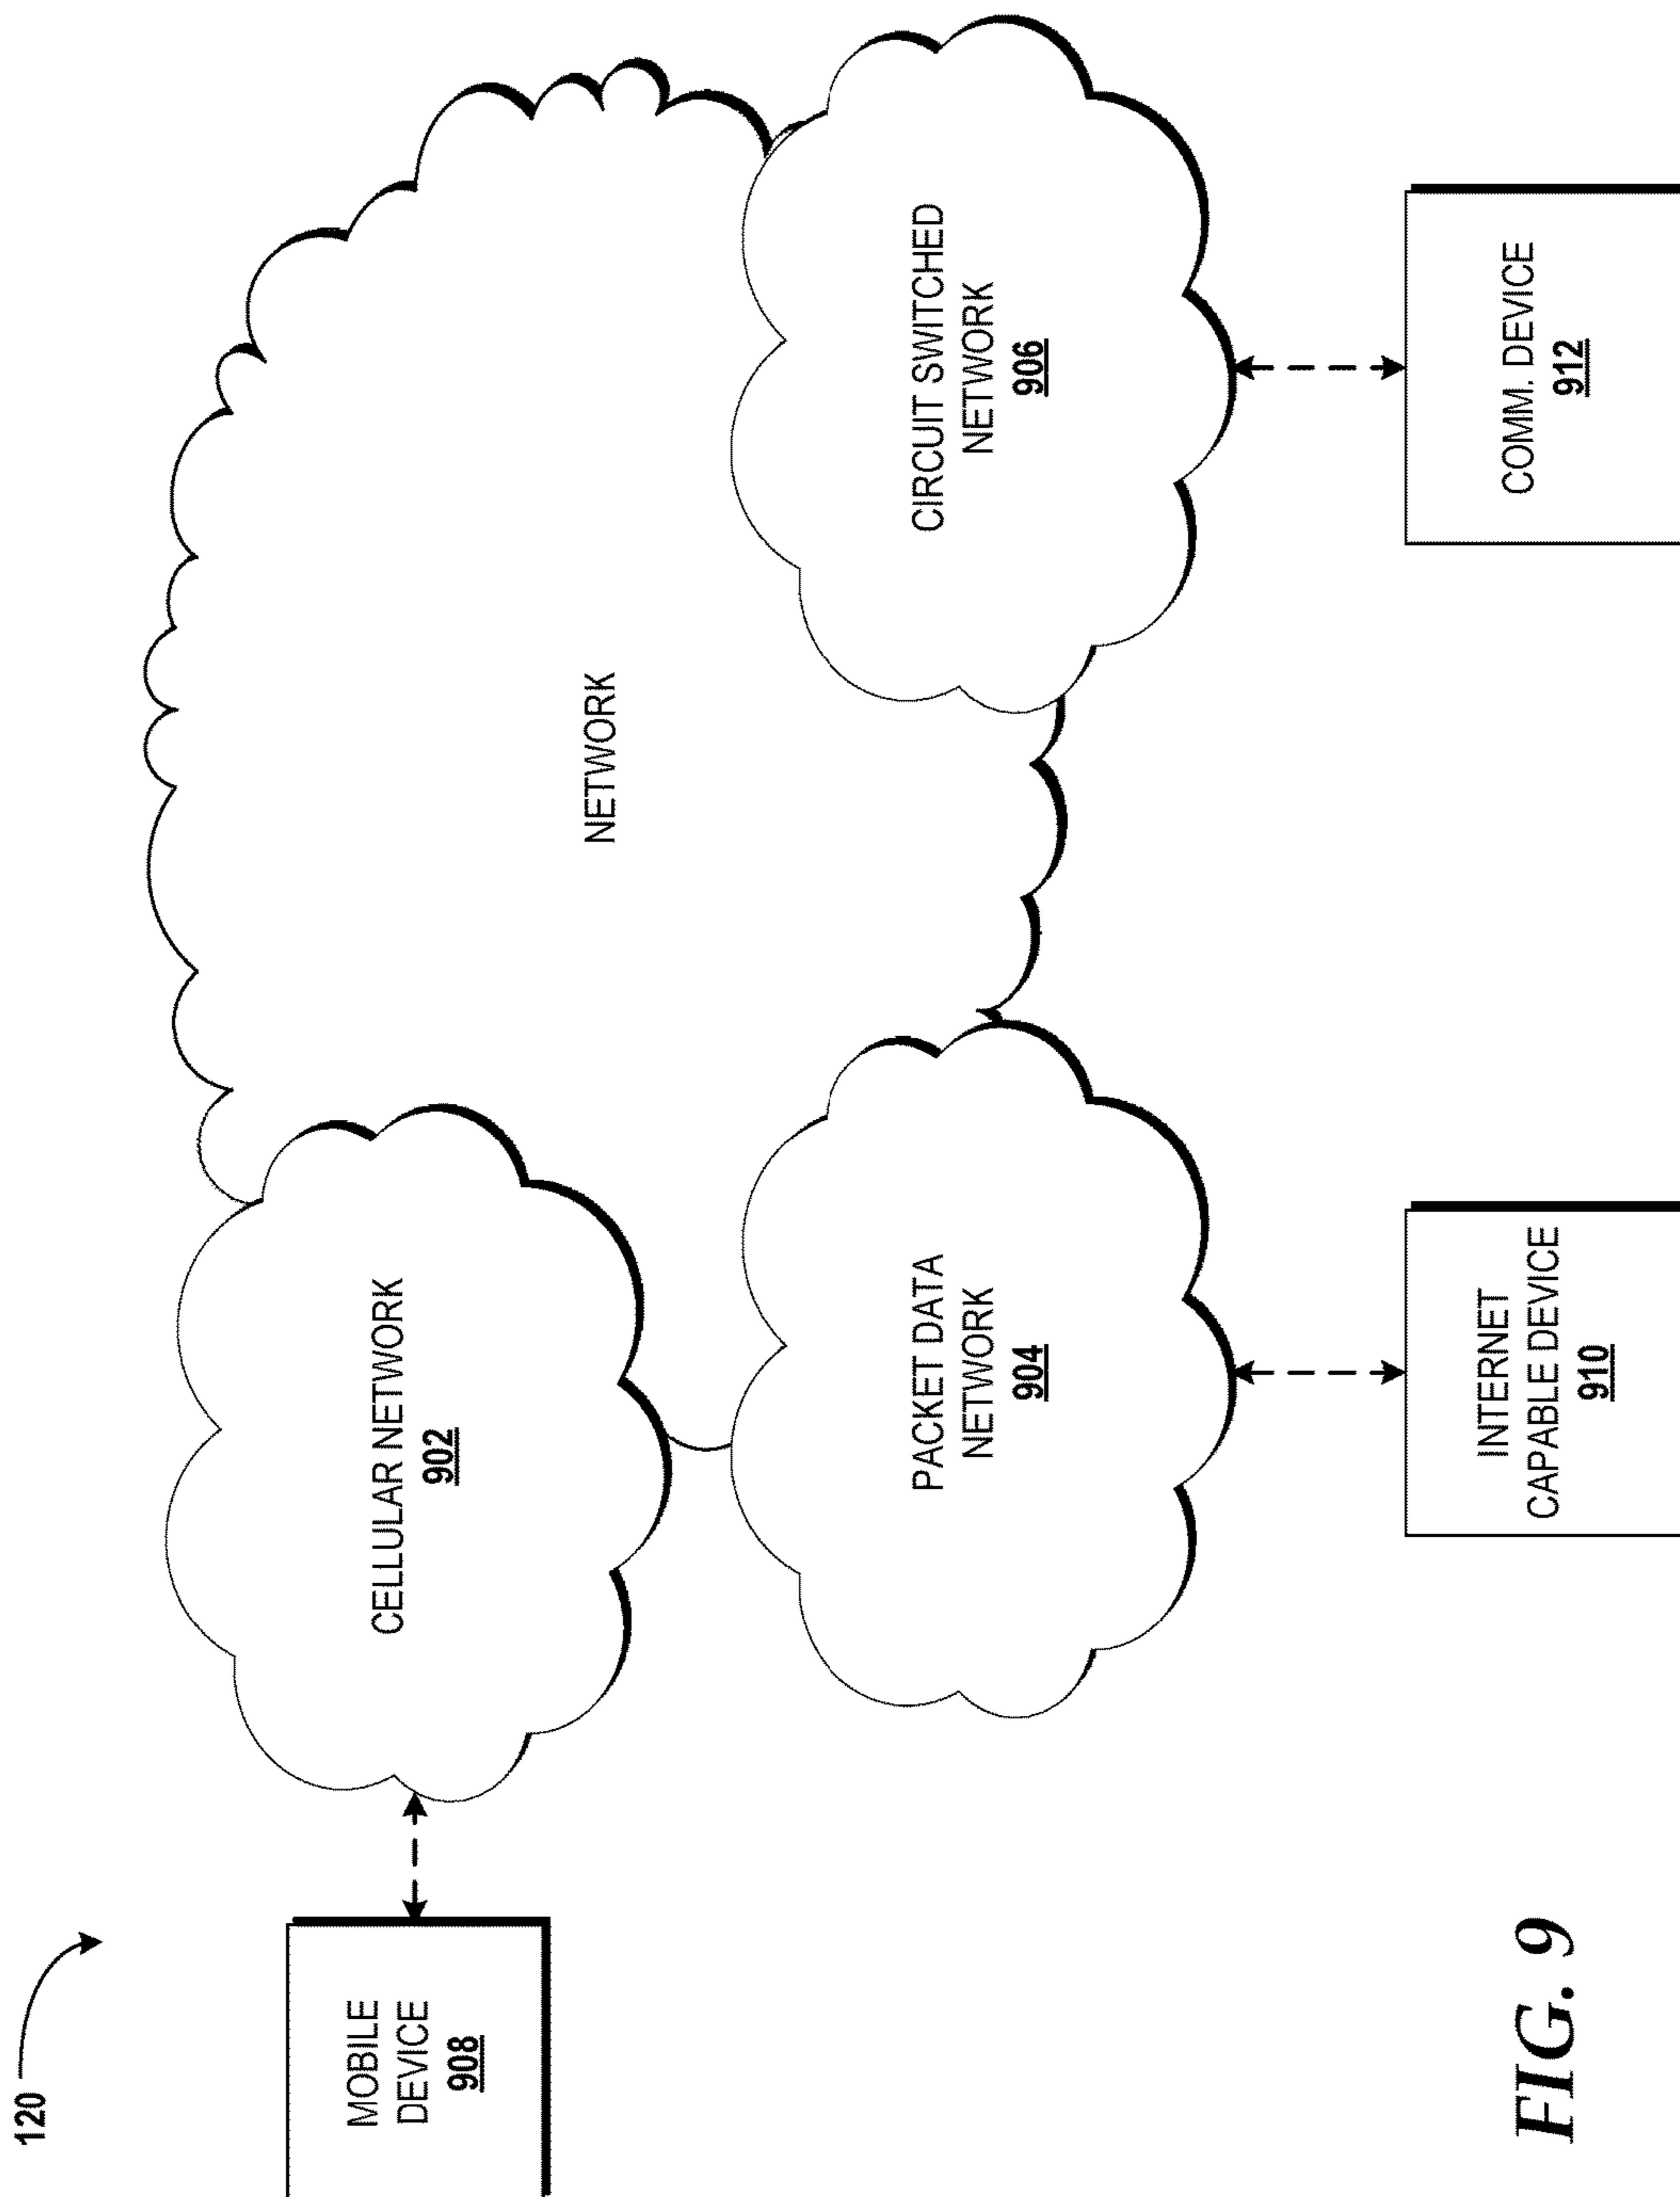 120
MOBILE
DEVICE
908
CELLULAR NETWORK
902
NETWORK
PACKET DATA
NETWORK
904
CIRCUIT SWITCHED
NETWORK
906
INTERNET
CAPABLE DEVICE
910
COMM. DEVICE
912
FIG. 9